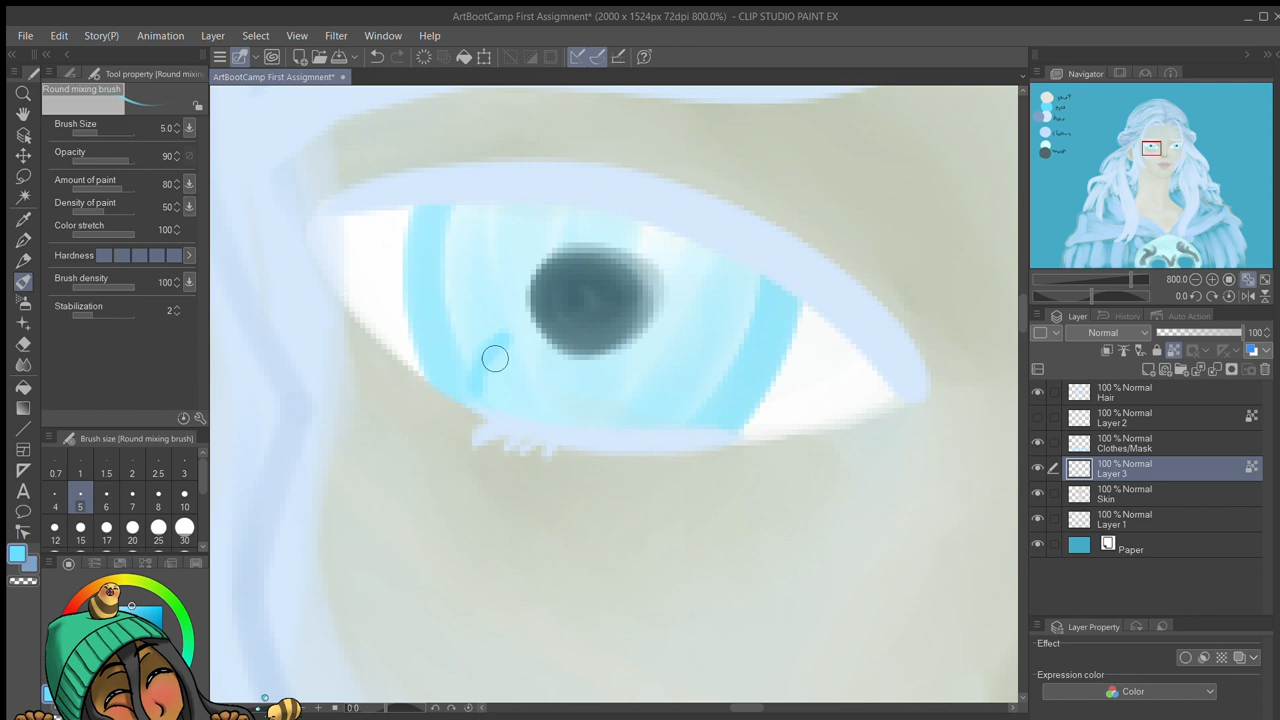 ArtBootCamp First Assignment* (2000 x 1524px 72dpi 800.0%) - CLIP STUDIO PAINT EX
File Edit Story(P) Animation Layer Select View Filter Window Help
Tool property [Round mixing
ArtBootCamp First Assignment*
Round mixing brush
Brush Size 5.0
Opacity 90
Amount of paint 80
Density of paint 50
Color stretch 100
Hardness
Brush density 100
Stabilization 2
Brush size [Round mixing brush]
0.7 1 1.5 2 2.5 3
4 5 6 7 8 10
12 15 17 20 25 30
Navigator
800.0
0.0
Layer History Auto Action
Normal 100
100 % Normal
Hair
100 % Normal
Layer 2
100 % Normal
Clothes/Mask
100 % Normal
Layer 3
100 % Normal
Skin
100 % Normal
Layer 1
Paper
Layer Property
Effect
Expression color
Color